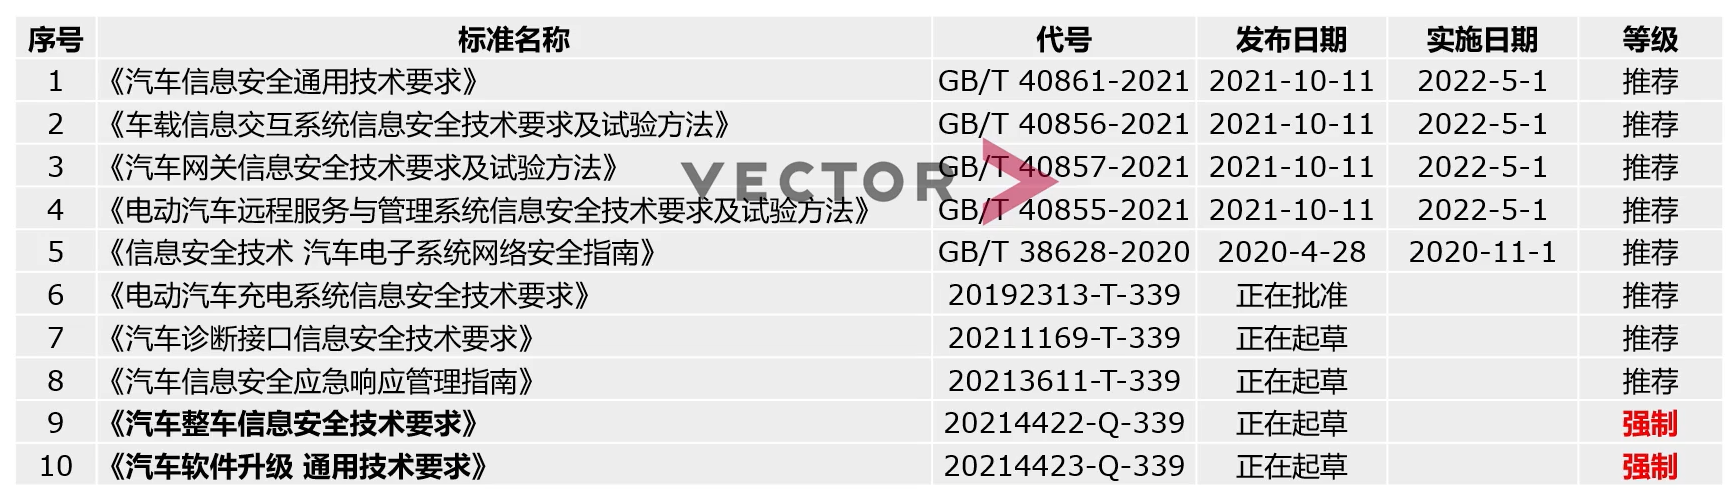 序号 标准名称 代号 发布日期 实施日期 等级
1 《汽车信息安全通用技术要求》 GB/T 40861-2021 2021-10-11 2022-5-1 推荐
2 《车载信息交互系统信息安全技术要求及试验方法》 GB/T 40856-2021 2021-10-11 2022-5-1 推荐
3 《汽车网关信息安全技术要求及试验方法》 GB/T 40857-2021 2021-10-11 2022-5-1 推荐
VECTOR
4 《电动汽车远程服务与管理系统信息安全技术要求及试验方法》 GB/T 40855-2021 2021-10-11 2022-5-1 推荐
5 《信息安全技术 汽车电子系统网络安全指南》 GB/T 38628-2020 2020-4-28 2020-11-1 推荐
6 《电动汽车充电系统信息安全技术要求》 20192313-T-339 正在批准 推荐
7 《汽车诊断接口信息安全技术要求》 20211169-T-339 正在起草 推荐
8 《汽车信息安全应急响应管理指南》 20213611-T-339 正在起草 推荐
9 《汽车整车信息安全技术要求》 20214422-Q-339 正在起草 强制
10 《汽车软件升级 通用技术要求》 20214423-Q-339 正在起草 强制